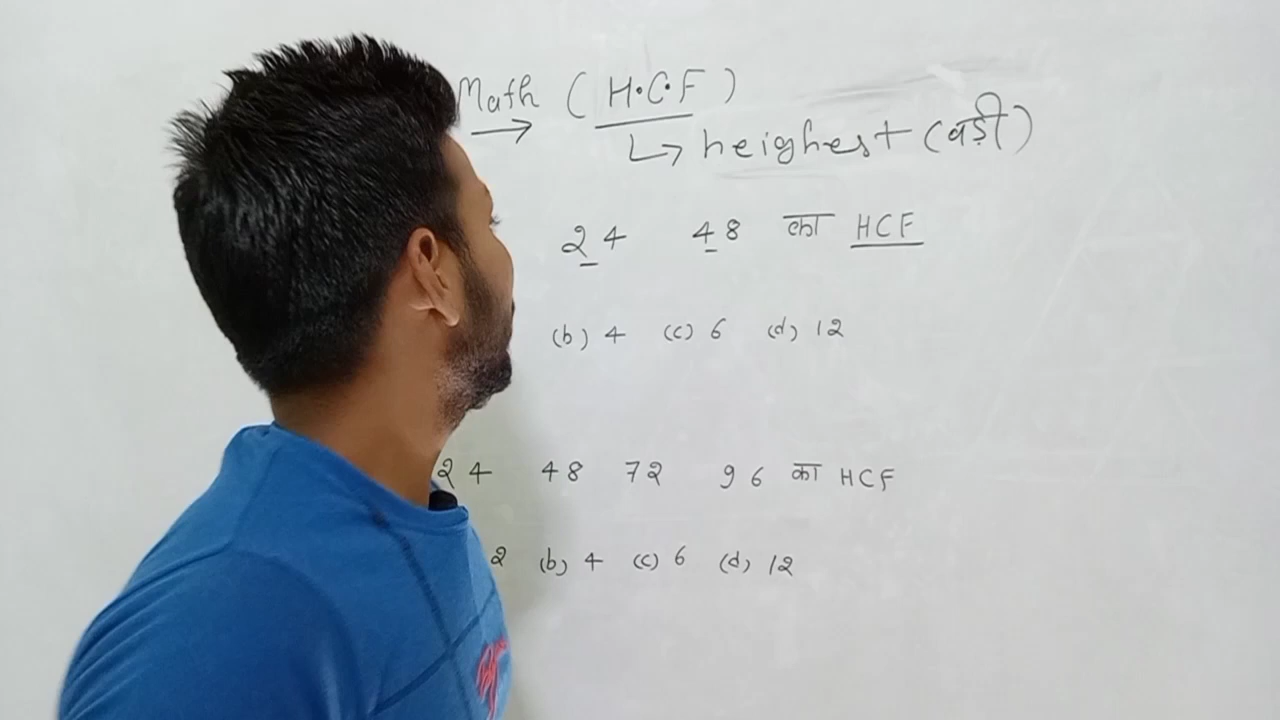 Math (H.C.F)
↳ heighest (बड़ी)
24 48 का HCF
(b) 4 (c) 6 (d) 12
24 48 72 96 का HCF
2 (b) 4 (c) 6 (d) 12